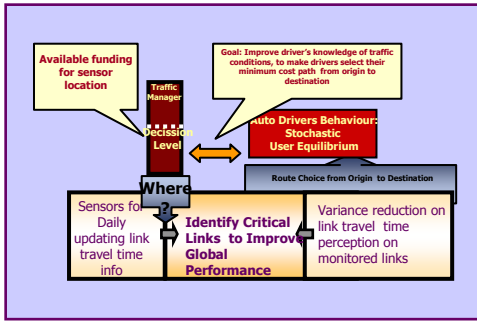 Available funding
for sensor
location
Goal: Improve driver's knowledge of traffic
conditions, to make drivers select their
minimum cost path from origin to
destination
Traffic
Manager
Decission
Level
Auto Drivers Behaviour:
Stochastic
User Equilibrium
Route Choice from Origin to Destination
Where
?
Sensors for
Daily
updating link
travel time
info
Identify Critical
Links to Improve
Global
Performance
Variance reduction on
link travel time
perception on
monitored links